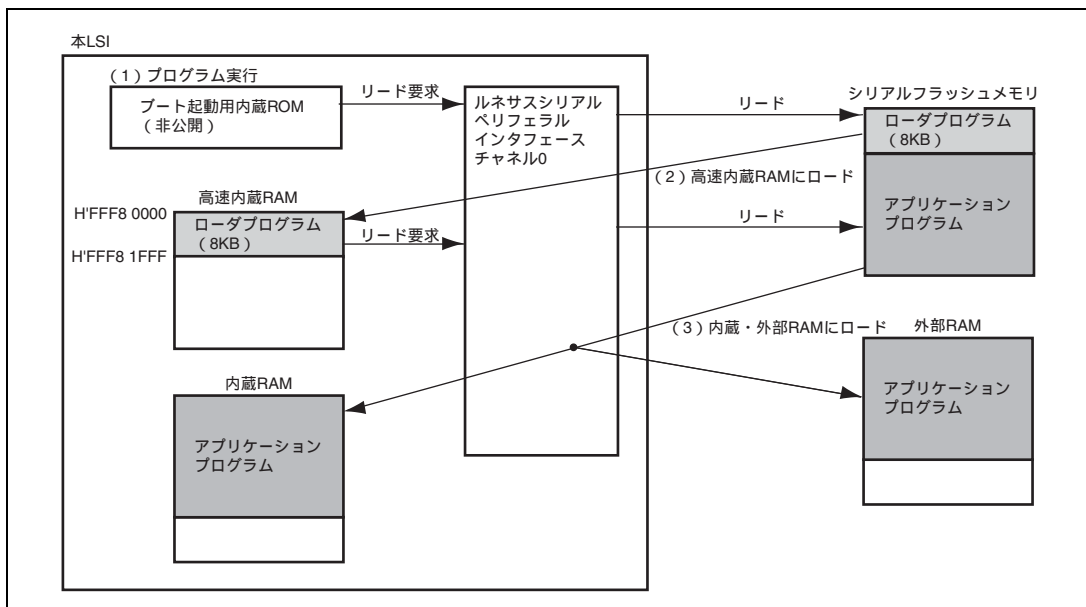 本LSI
（1）プログラム実行
ブート起動用内蔵ROM
（非公開）
リード要求
ルネサスシリアル
ペリフェラル
インタフェース
チャネル0
リード
シリアルフラッシュメモリ
ローダプログラム
（8KB）
（2）高速内蔵RAMにロード
アプリケーション
プログラム
高速内蔵RAM
H'FFF8 0000
ローダプログラム
（8KB）
H'FFF8 1FFF
リード要求
リード
（3）内蔵・外部RAMにロード
外部RAM
アプリケーション
プログラム
内蔵RAM
アプリケーション
プログラム